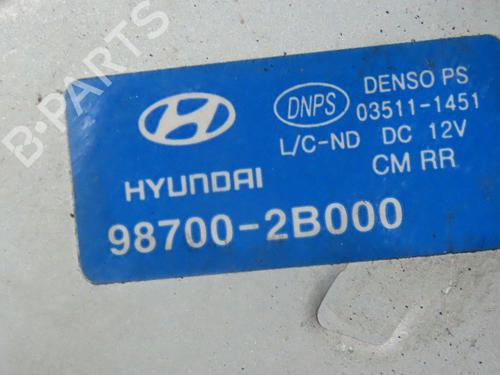 B-PARTS
DNPS
DENSO PS
03511-1451
L/C-ND DC 12V
CM RR
HYUNDAI
98700-2B000